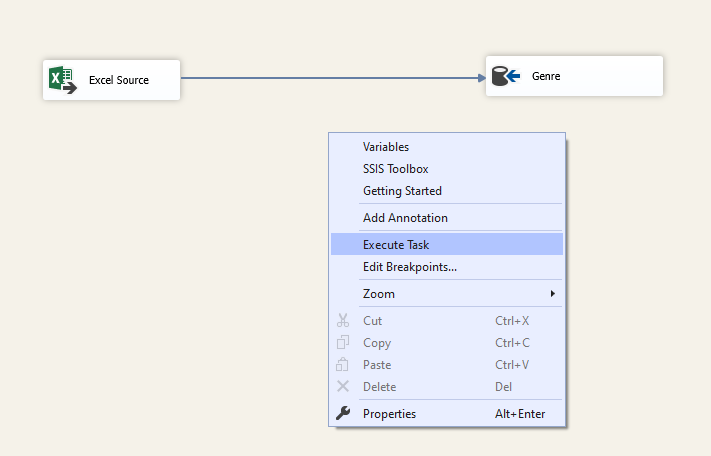 Excel Source
Genre
Variables
SSIS Toolbox
Getting Started
Add Annotation
Execute Task
Edit Breakpoints...
Zoom
Cut Ctrl+X
Copy Ctrl+C
Paste Ctrl+V
Delete Del
Properties Alt+Enter